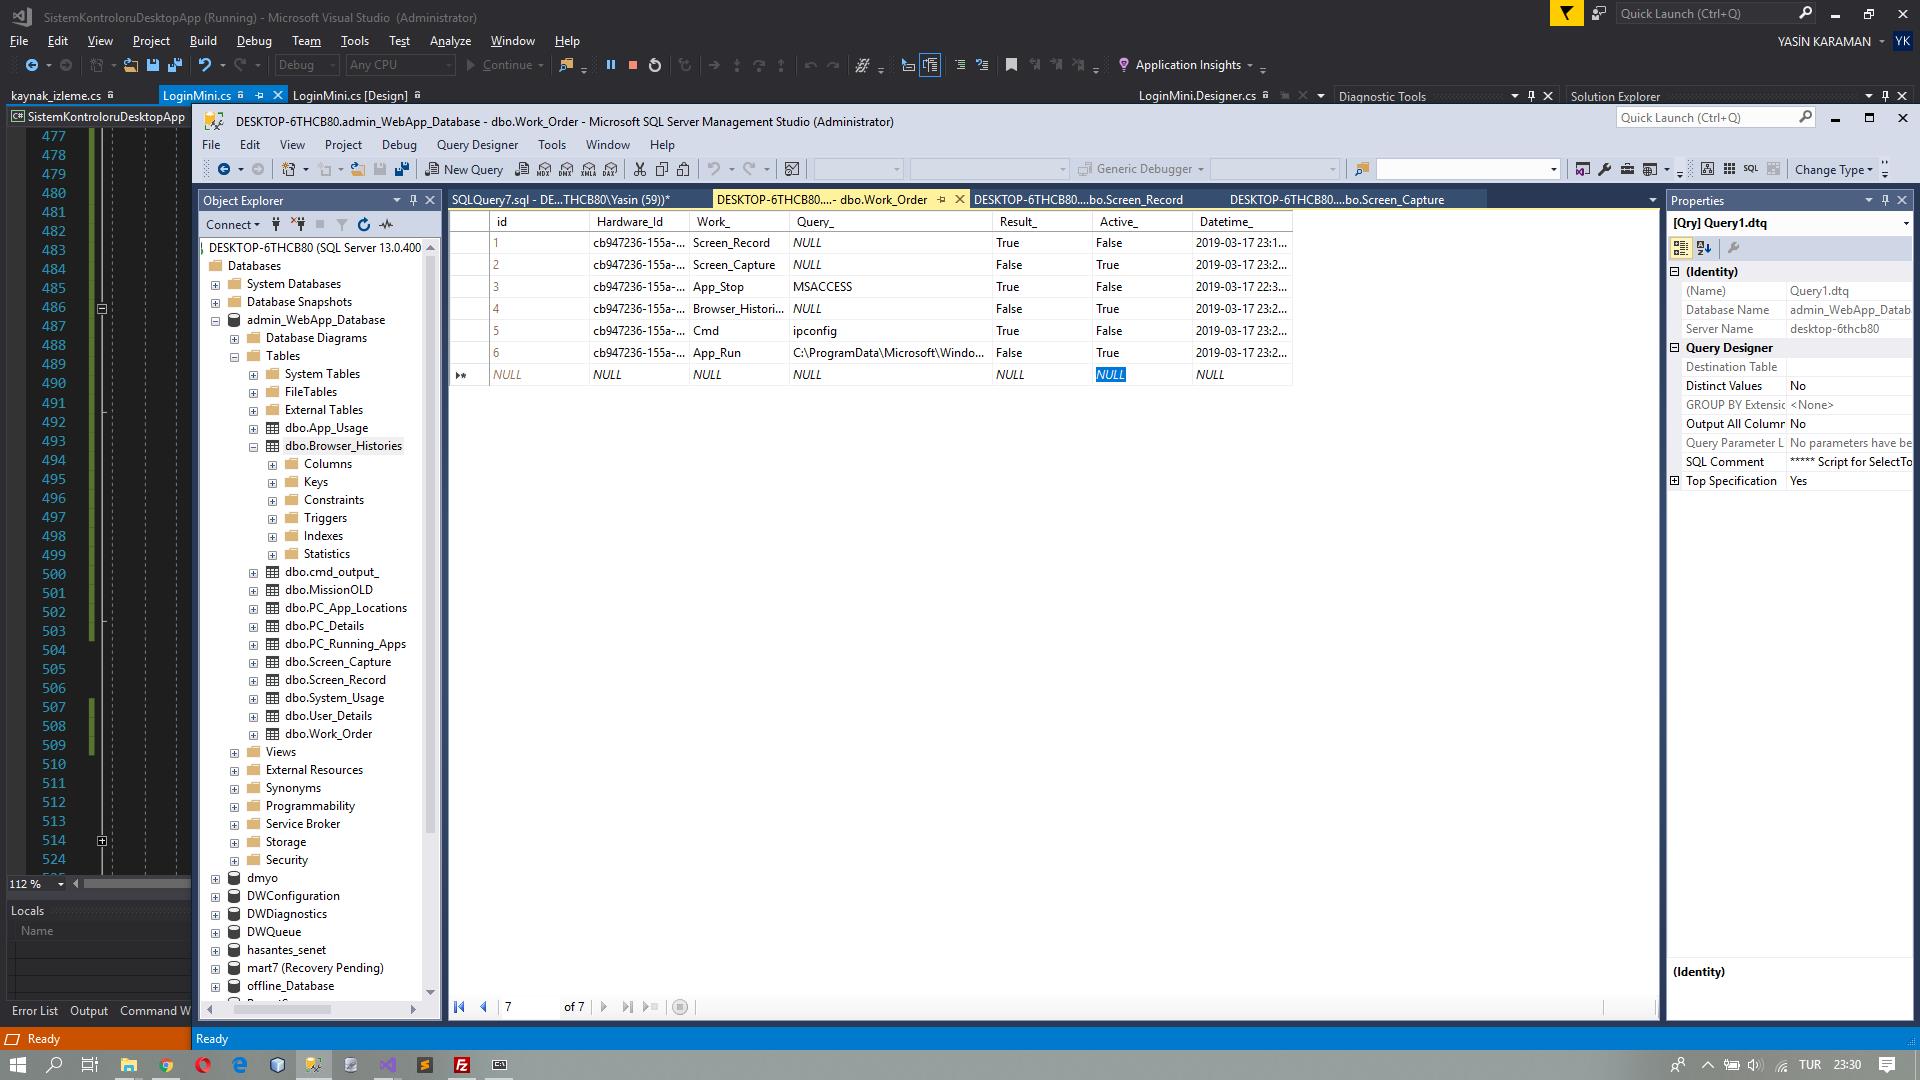 SistemKontroloruDesktopApp (Running) - Microsoft Visual Studio (Administrator)
Quick Launch (Ctrl+Q)
File Edit View Project Build Debug Team Tools Test Analyze Window Help
YASİN KARAMAN YK
Debug Any CPU Continue Application Insights
kaynak_izleme.cs LoginMini.cs LoginMini.cs [Design] LoginMini.Designer.cs Diagnostic Tools Solution Explorer
C# SistemKontroloruDesktopApp
DESKTOP-6THCB80.admin_WebApp_Database - dbo.Work_Order - Microsoft SQL Server Management Studio (Administrator)
Quick Launch (Ctrl+Q)
File Edit View Project Debug Query Designer Tools Window Help
New Query MDX DMX XMLA DAX Generic Debugger SQL Change Type
Object Explorer
Connect
DESKTOP-6THCB80 (SQL Server 13.0.400
Databases
System Databases
Database Snapshots
admin_WebApp_Database
Database Diagrams
Tables
System Tables
FileTables
External Tables
dbo.App_Usage
dbo.Browser_Histories
Columns
Keys
Constraints
Triggers
Indexes
Statistics
dbo.cmd_output_
dbo.MissionOLD
dbo.PC_App_Locations
dbo.PC_Details
dbo.PC_Running_Apps
dbo.Screen_Capture
dbo.Screen_Record
dbo.System_Usage
dbo.User_Details
dbo.Work_Order
Views
External Resources
Synonyms
Programmability
Service Broker
Storage
Security
dmyo
DWConfiguration
DWDiagnostics
DWQueue
hasantes_senet
mart7 (Recovery Pending)
offline_Database
SQLQuery7.sql - DE...THCB80\Yasin (59))* DESKTOP-6THCB80....- dbo.Work_Order DESKTOP-6THCB80....bo.Screen_Record DESKTOP-6THCB80....bo.Screen_Capture
id Hardware_Id Work_ Query_ Result_ Active_ Datetime_
1 cb947236-155a-... Screen_Record NULL True False 2019-03-17 23:1...
2 cb947236-155a-... Screen_Capture NULL False True 2019-03-17 23:2...
3 cb947236-155a-... App_Stop MSACCESS True False 2019-03-17 22:3...
4 cb947236-155a-... Browser_Histori... NULL False True 2019-03-17 23:2...
5 cb947236-155a-... Cmd ipconfig True False 2019-03-17 23:2...
6 cb947236-155a-... App_Run C:\ProgramData\Microsoft\Windo... False True 2019-03-17 23:2...
NULL NULL NULL NULL NULL NULL NULL
7 of 7
Properties
[Qry] Query1.dtq
(Identity)
(Name) Query1.dtq
Database Name admin_WebApp_Datab
Server Name desktop-6thcb80
Query Designer
Destination Table
Distinct Values No
GROUP BY Extensic <None>
Output All Column No
Query Parameter L No parameters have be
SQL Comment ***** Script for SelectTo
Top Specification Yes
(Identity)
477
478
479
480
481
482
483
484
485
486
487
488
489
490
491
492
493
494
495
496
497
498
499
500
501
502
503
504
505
506
507
508
509
510
511
512
513
514
524
112 %
Locals
Name
Error List Output Command W
Ready
Ready
TUR 23:30